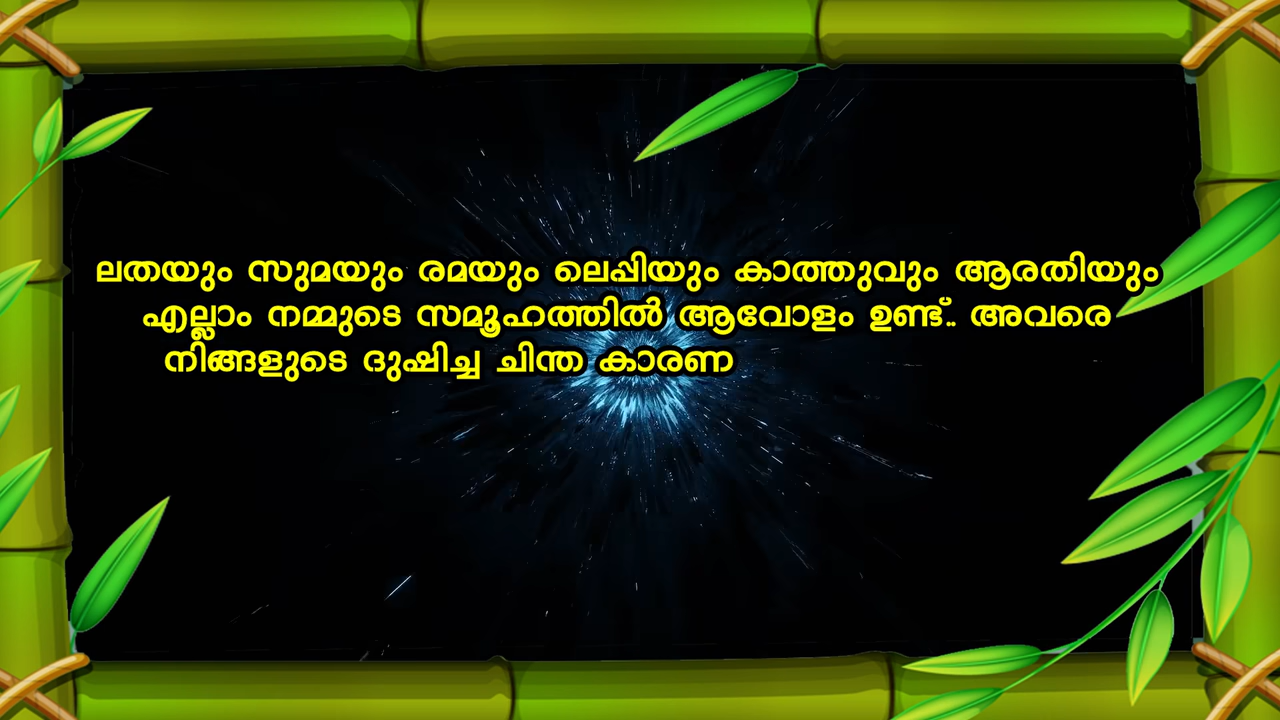 ലതയും സുമയും രമയും ലെപ്പിയും കാത്തുവും ആരതിയും
എല്ലാം നമ്മുടെ സമൂഹത്തിൽ ആവോളം ഉണ്ട്.. അവരെ
നിങ്ങളുടെ ദുഷിച്ച ചിന്ത കാരണ